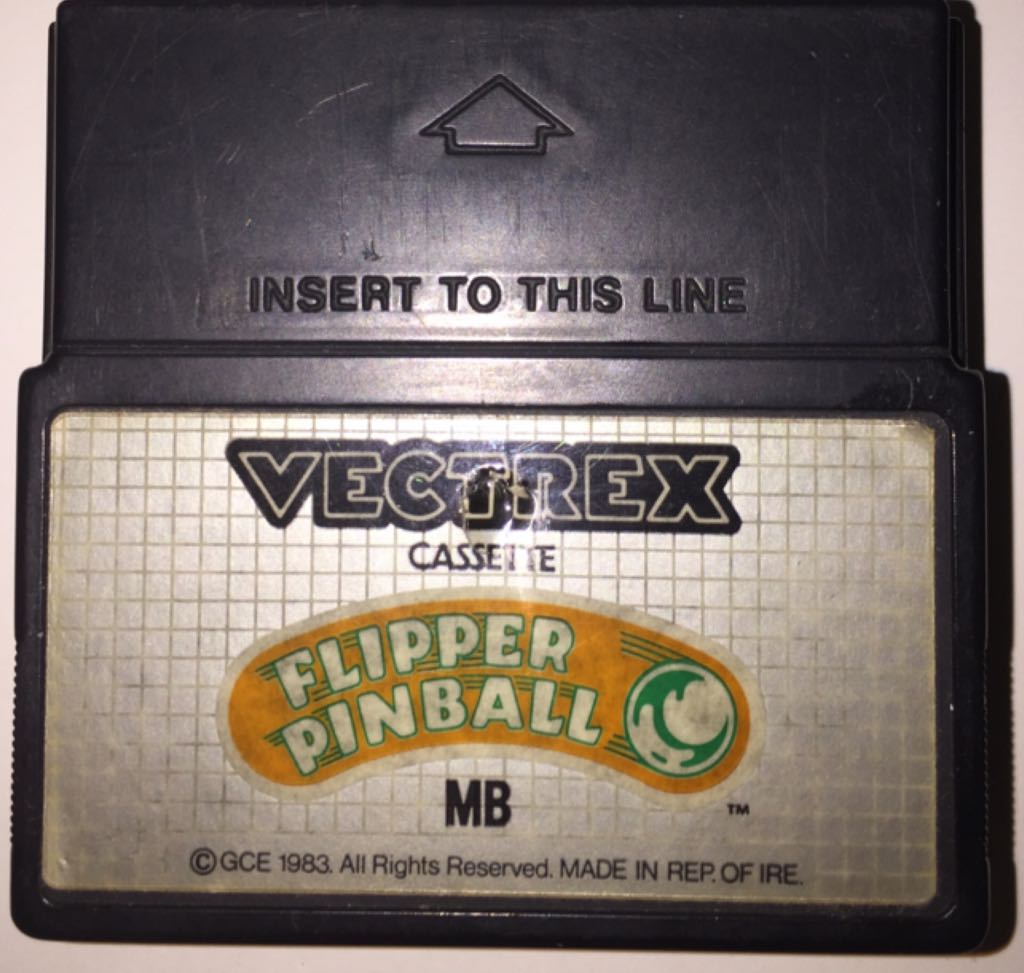 INSERT TO THIS LINE
VECTREX
CASSETTE
FLIPPER
PINBALL
MB
TM
©GCE 1983. All Rights Reserved. MADE IN REP. OF IRE.